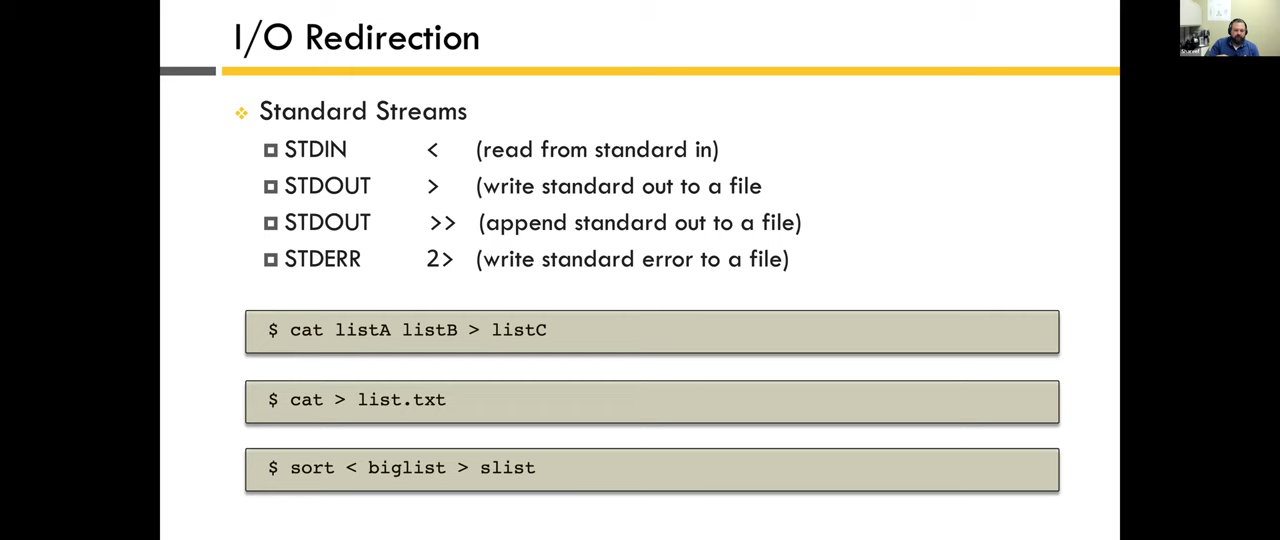 I/O Redirection
Standard Streams
STDIN < (read from standard in)
STDOUT > (write standard out to a file
STDOUT >> (append standard out to a file)
STDERR 2> (write standard error to a file)
$ cat listA listB > listC
$ cat > list.txt
$ sort < biglist > slist